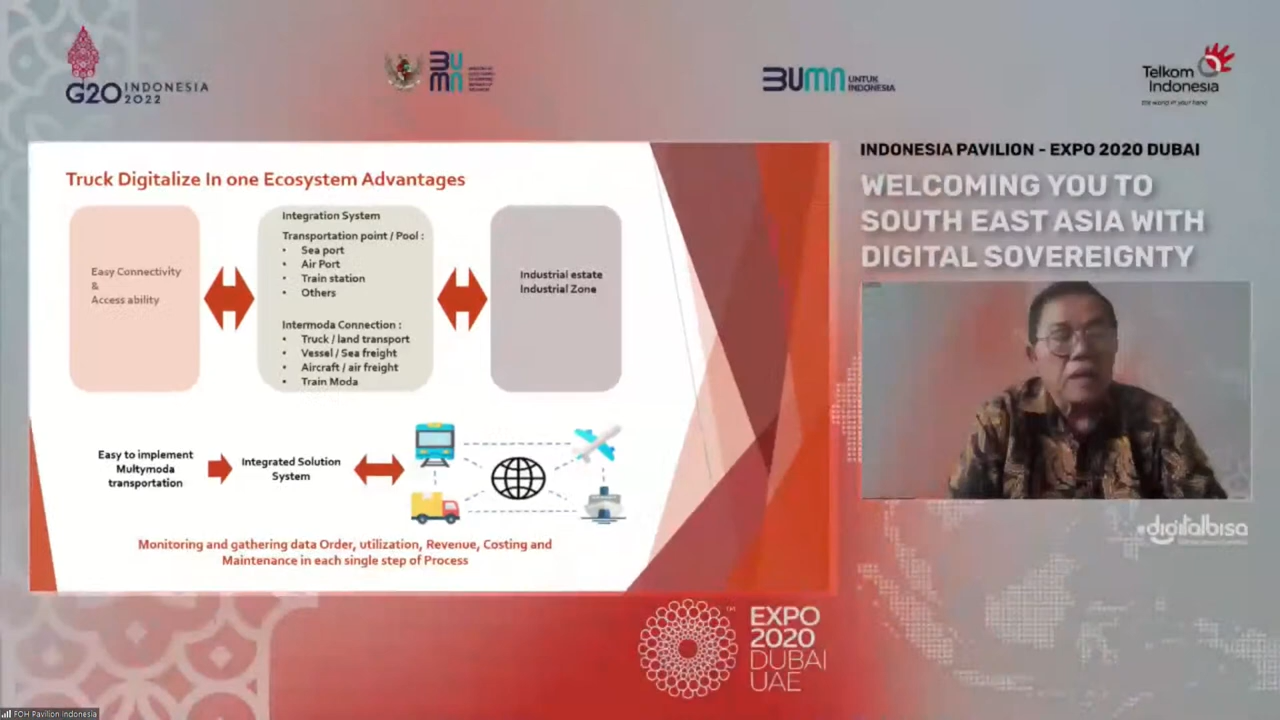 G20 INDONESIA
2022
BUMN
BUMN UNTUK
INDONESIA
Telkom
Indonesia
the world in your hand
INDONESIA PAVILION - EXPO 2020 DUBAI
WELCOMING YOU TO
SOUTH EAST ASIA WITH
DIGITAL SOVEREIGNTY
Truck Digitalize In one Ecosystem Advantages
Easy Connectivity
&
Access ability
Integration System
Transportation point / Pool :
• Sea port
• Air Port
• Train station
• Others
Intermoda Connection :
• Truck / land transport
• Vessel / Sea freight
• Aircraft / air freight
• Train Moda
Industrial estate
Industrial Zone
Easy to implement
Multymoda
transportation
Integrated Solution
System
Monitoring and gathering data Order, utilization, Revenue, Costing and
Maintenance in each single step of Process
#digitalbisa
EXPO
2020
DUBAI
UAE
TM
FOH Pavilion Indonesia